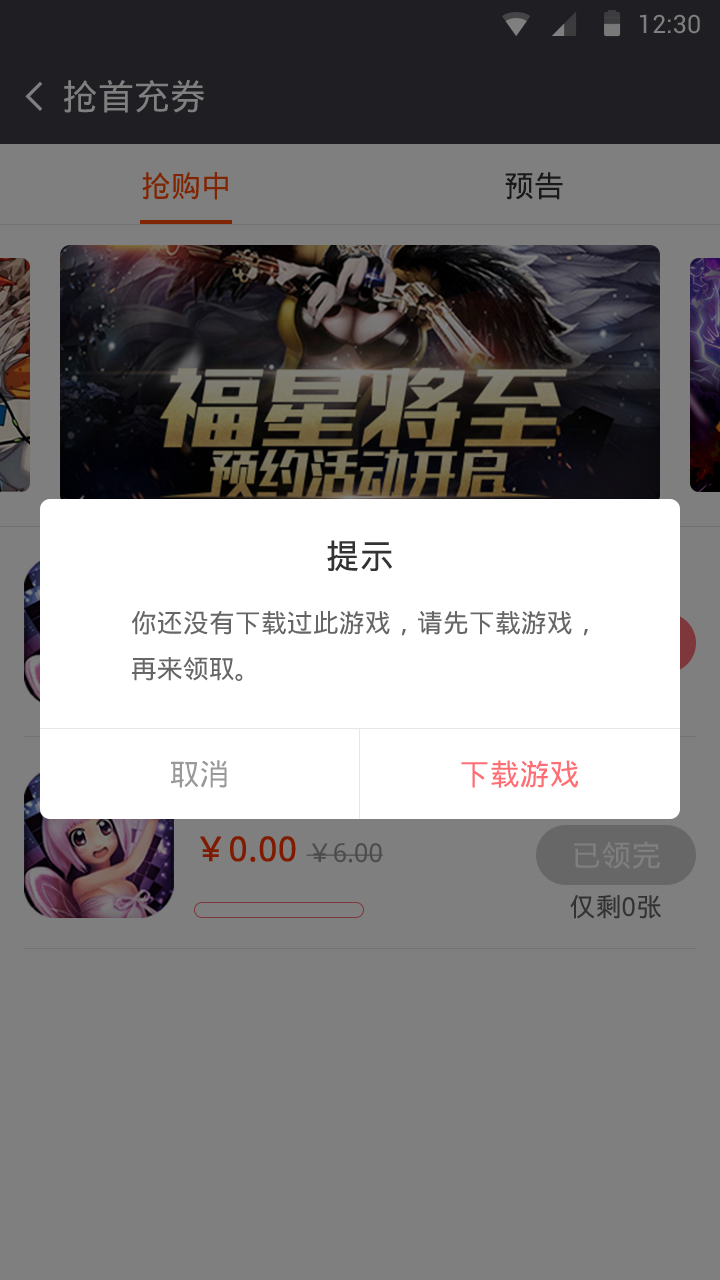 12:30
抢首充券
抢购中
预告
福星将至
预约活动开启
提示
你还没有下载过此游戏，请先下载游戏，
再来领取。
取消
下载游戏
￥0.00 ￥6.00
已领完
仅剩0张